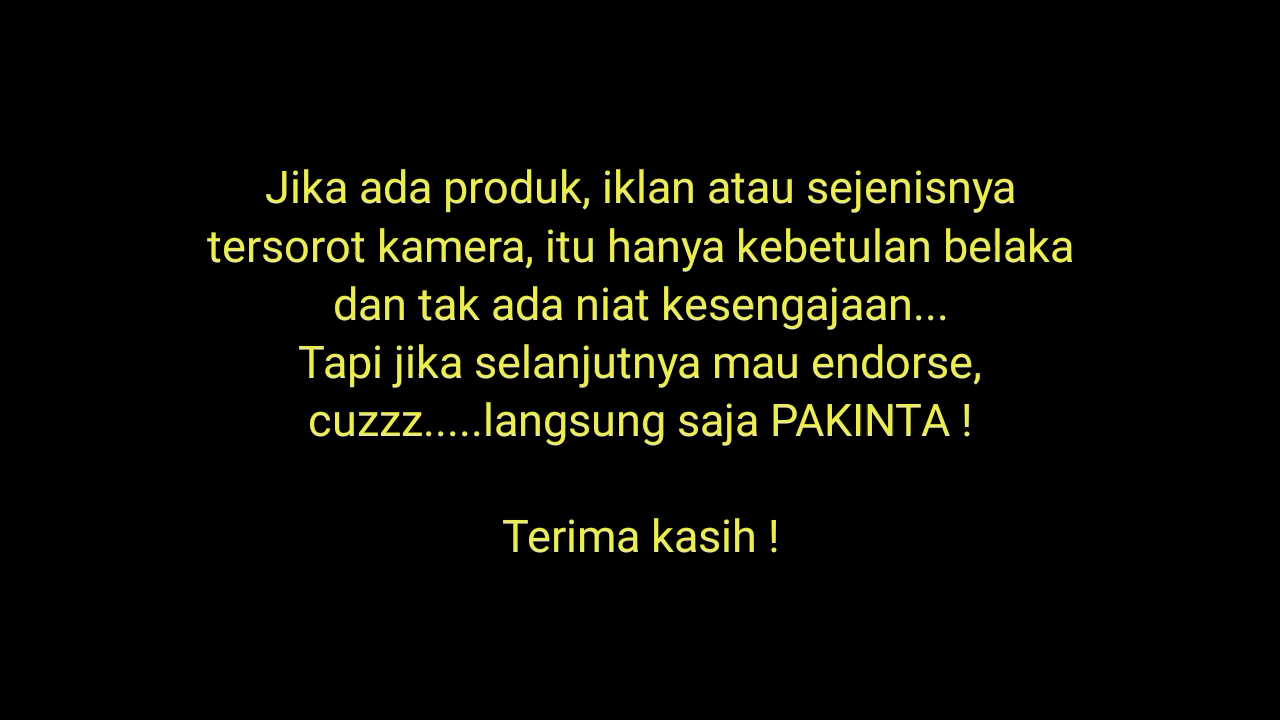 Jika ada produk, iklan atau sejenisnya
tersorot kamera, itu hanya kebetulan belaka
dan tak ada niat kesengajaan...
Tapi jika selanjutnya mau endorse,
cuzzz.....langsung saja PAKINTA !
Terima kasih !